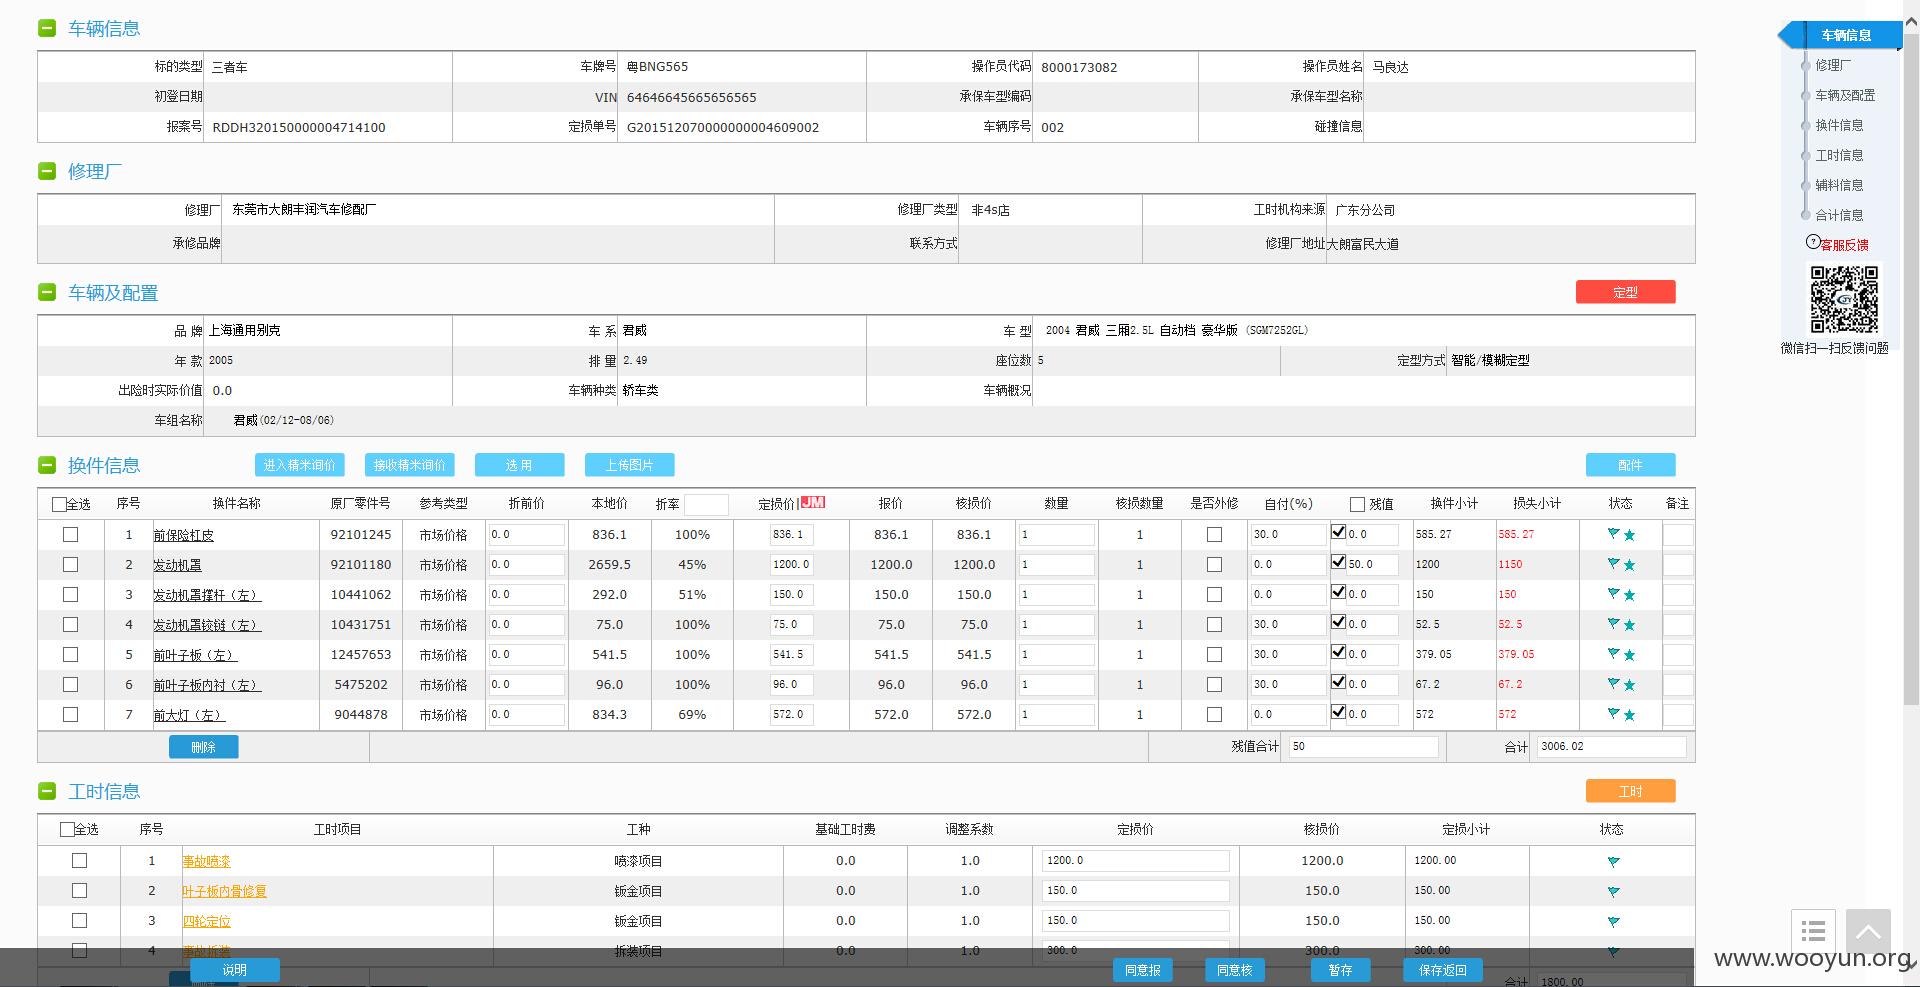 车辆信息
标的类型 三者车 车牌号 粤BNG565 操作员代码 8000173082 操作员姓名 马良达
初登日期 VIN 64646645665656565 承保车型编码 承保车型名称
报案号 RDDH320150000004714100 定损单号 G201512070000000004609002 车辆序号 002 碰撞信息
修理厂
修理厂 东莞市大朗丰润汽车修配厂 修理厂类型 非4s店 工时机构来源 广东分公司
承修品牌 联系方式 修理厂地址 大朗富民大道
车辆及配置 定型
品 牌 上海通用别克 车 系 君威 车 型 2004 君威 三厢2.5L 自动档 豪华版 (SGM7252GL)
年 款 2005 排 量 2.49 座位数 5 定型方式 智能/模糊定型
出险时实际价值 0.0 车辆种类 轿车类 车辆概况
车组名称 君威(02/12-08/06)
换件信息 进入精米询价 接收精米询价 选 用 上传图片 配件
全选 序号 换件名称 原厂零件号 参考类型 折前价 本地价 折率 定损价 JM 报价 核损价 数量 核损数量 是否外修 自付(%) 残值 换件小计 损失小计 状态 备注
1 前保险杠皮 92101245 市场价格 0.0 836.1 100% 836.1 836.1 836.1 1 1 30.0 0.0 585.27 585.27
2 发动机罩 92101180 市场价格 0.0 2659.5 45% 1200.0 1200.0 1200.0 1 1 0.0 50.0 1200 1150
3 发动机罩撑杆（左） 10441062 市场价格 0.0 292.0 51% 150.0 150.0 150.0 1 1 0.0 0.0 150 150
4 发动机罩铰链（左） 10431751 市场价格 0.0 75.0 100% 75.0 75.0 75.0 1 1 30.0 0.0 52.5 52.5
5 前叶子板（左） 12457653 市场价格 0.0 541.5 100% 541.5 541.5 541.5 1 1 30.0 0.0 379.05 379.05
6 前叶子板内衬（左） 5475202 市场价格 0.0 96.0 100% 96.0 96.0 96.0 1 1 30.0 0.0 67.2 67.2
7 前大灯（左） 9044878 市场价格 0.0 834.3 69% 572.0 572.0 572.0 1 1 0.0 0.0 572 572
删除 残值合计 50 合计 3006.02
工时信息 工时
全选 序号 工时项目 工种 基础工时费 调整系数 定损价 核损价 定损小计 状态
1 事故喷漆 喷漆项目 0.0 1.0 1200.0 1200.0 1200.00
2 叶子板内骨修复 钣金项目 0.0 1.0 150.0 150.0 150.00
3 四轮定位 钣金项目 0.0 1.0 150.0 150.0 150.00
4 事故拆装 拆装项目 0.0 1.0 300.0 300.0 300.00
说明 同意报 同意核 暂存 保存返回
合计 1800.00
车辆信息
修理厂
车辆及配置
换件信息
工时信息
辅料信息
合计信息
?客服反馈
微信扫一扫反馈问题
www.wooyun.org